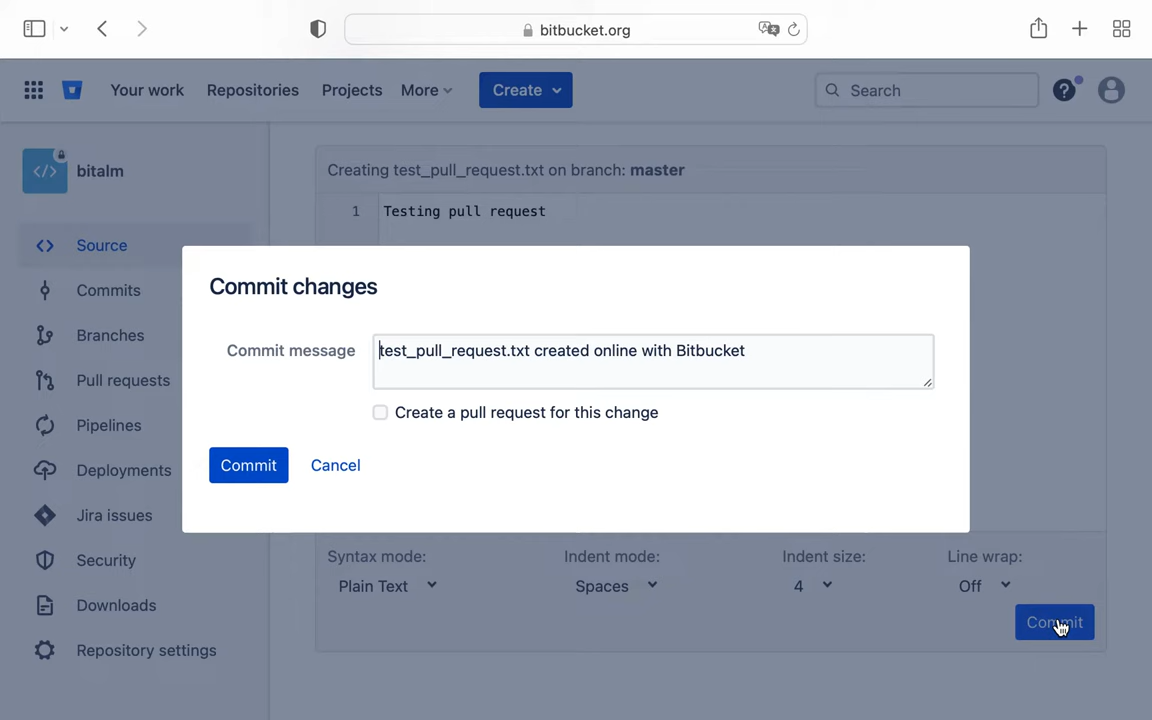 bitbucket.org
Your work Repositories Projects More Create Search
bitalm
Creating test_pull_request.txt on branch: master
1 Testing pull request
Source
Commits
Branches
Pull requests
Pipelines
Deployments
Jira issues
Security
Downloads
Repository settings
Commit changes
Commit message test_pull_request.txt created online with Bitbucket
Create a pull request for this change
Commit Cancel
Syntax mode: Indent mode: Indent size: Line wrap:
Plain Text Spaces 4 Off
Commit